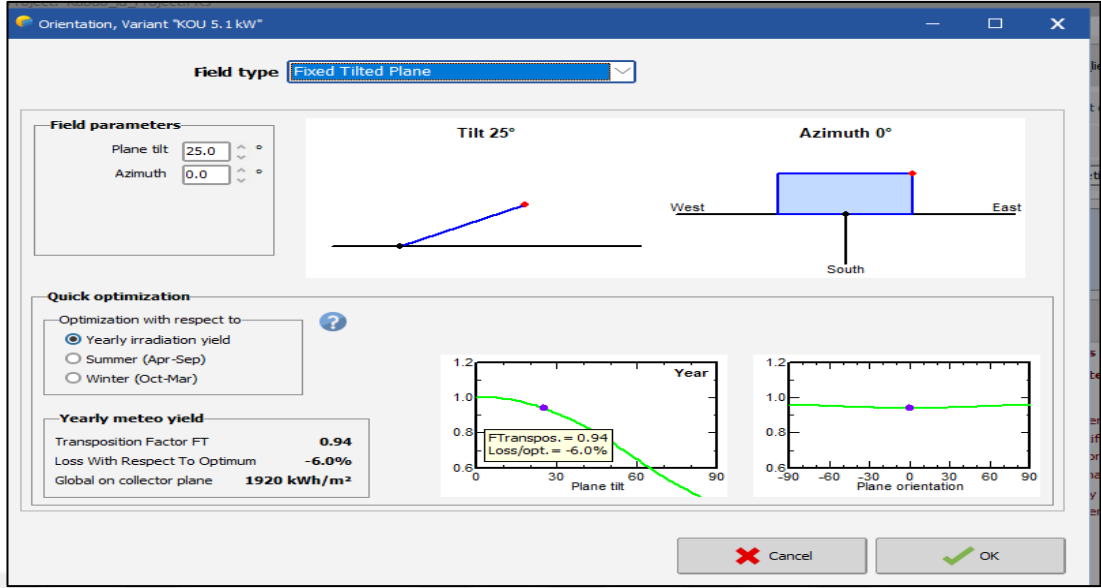 Orientation, Variant "KOU 5.1 kW"
Field type Fixed Tilted Plane
Field parameters
Plane tilt 25.0 °
Azimuth 0.0 °
Tilt 25°
Azimuth 0°
West
East
South
Quick optimization
Optimization with respect to
Yearly irradiation yield
Summer (Apr-Sep)
Winter (Oct-Mar)
?
Yearly meteo yield
Transposition Factor FT 0.94
Loss With Respect To Optimum -6.0%
Global on collector plane 1920 kWh/m²
Year
1.2
1.0
0.8
0.6
FTranspos.= 0.94
Loss/opt.= -6.0%
0 30 60 90
Plane tilt
1.2
1.0
0.8
0.6
-90 -60 -30 0 30 60 90
Plane orientation
Cancel
OK